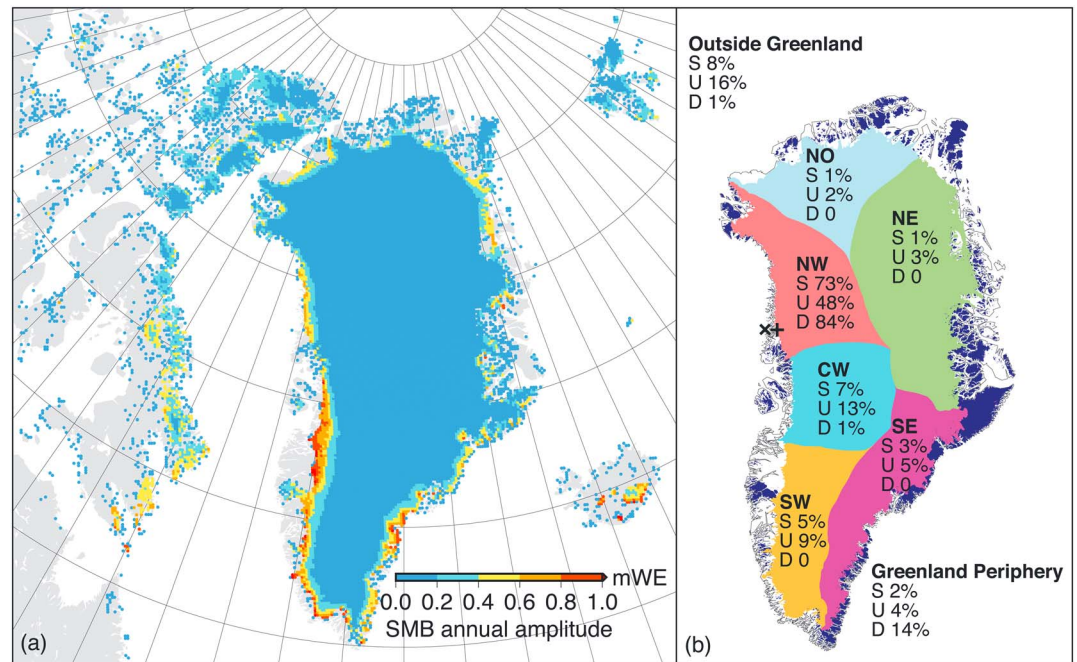 (a)
0.0 0.2 0.4 0.6 0.8 1.0 mWE
SMB annual amplitude
Outside Greenland
S 8%
U 16%
D 1%
NO
S 1%
U 2%
D 0
NE
S 1%
U 3%
D 0
NW
S 73%
U 48%
D 84%
×+
CW
S 7%
U 13%
D 1%
SE
S 3%
U 5%
D 0
SW
S 5%
U 9%
D 0
Greenland Periphery
S 2%
U 4%
D 14%
(b)